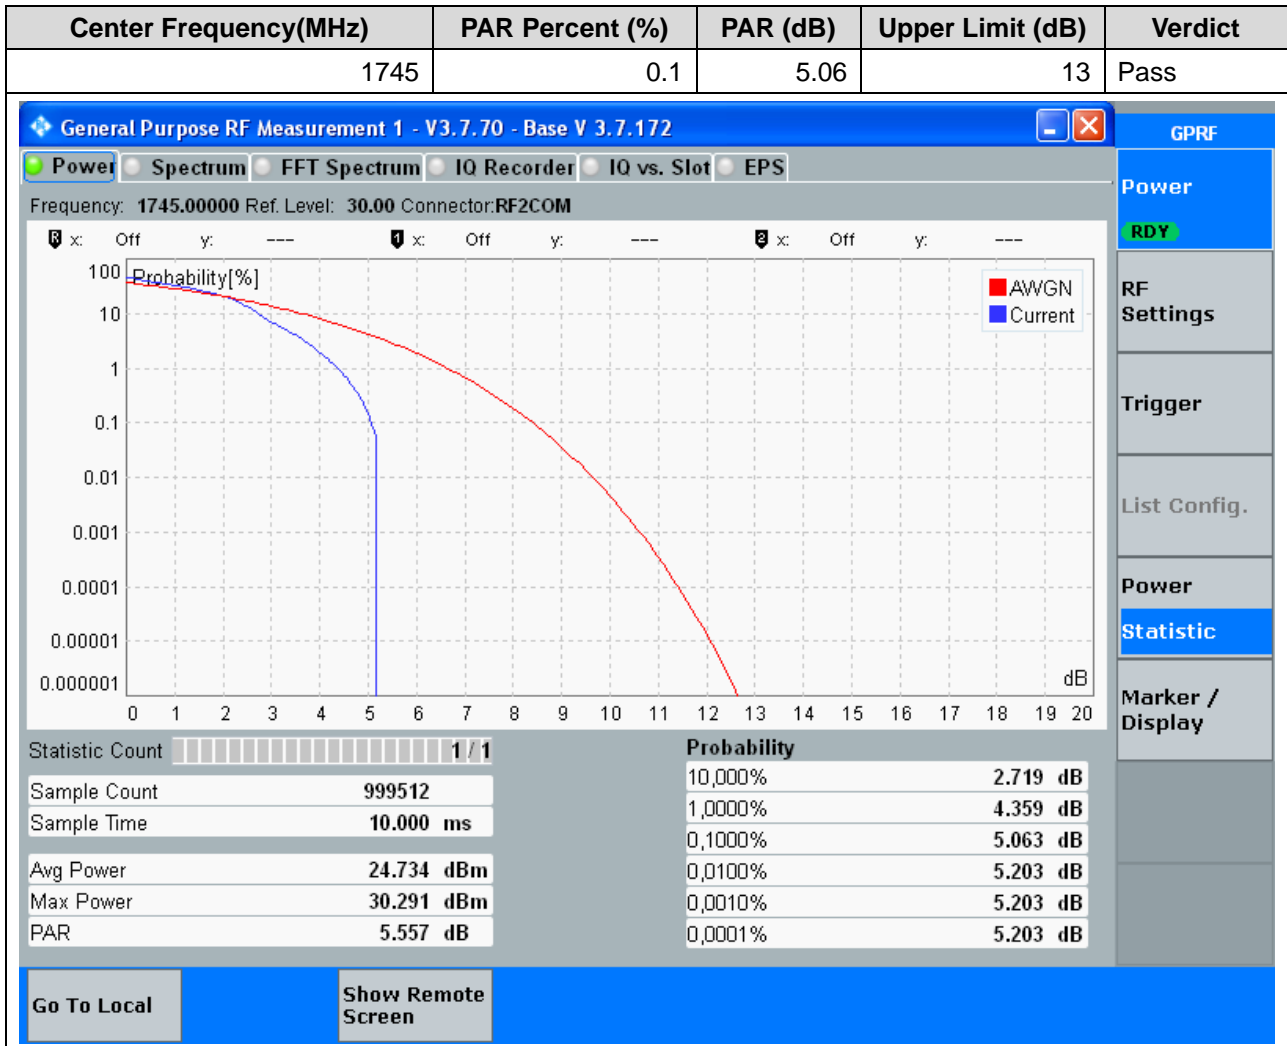 Center Frequency(MHz) PAR Percent (%) PAR (dB) Upper Limit (dB) Verdict
1745 0.1 5.06 13 Pass
General Purpose RF Measurement 1 - V3.7.70 - Base V 3.7.172
GPRF
Power Spectrum FFT Spectrum IQ Recorder IQ vs. Slot EPS
Frequency: 1745.00000 Ref. Level: 30.00 Connector:RF2COM
R x: Off y: --- 1 x: Off y: --- 2 x: Off y: ---
Probability[%]
AWGN
Current
100
10
1
0.1
0.01
0.001
0.0001
0.00001
0.000001
dB
0 1 2 3 4 5 6 7 8 9 10 11 12 13 14 15 16 17 18 19 20
Statistic Count 1 / 1
Sample Count 999512
Sample Time 10.000 ms
Avg Power 24.734 dBm
Max Power 30.291 dBm
PAR 5.557 dB
Probability
10,000% 2.719 dB
1,0000% 4.359 dB
0,1000% 5.063 dB
0,0100% 5.203 dB
0,0010% 5.203 dB
0,0001% 5.203 dB
Power
RDY
RF
Settings
Trigger
List Config.
Power
Statistic
Marker /
Display
Go To Local
Show Remote
Screen